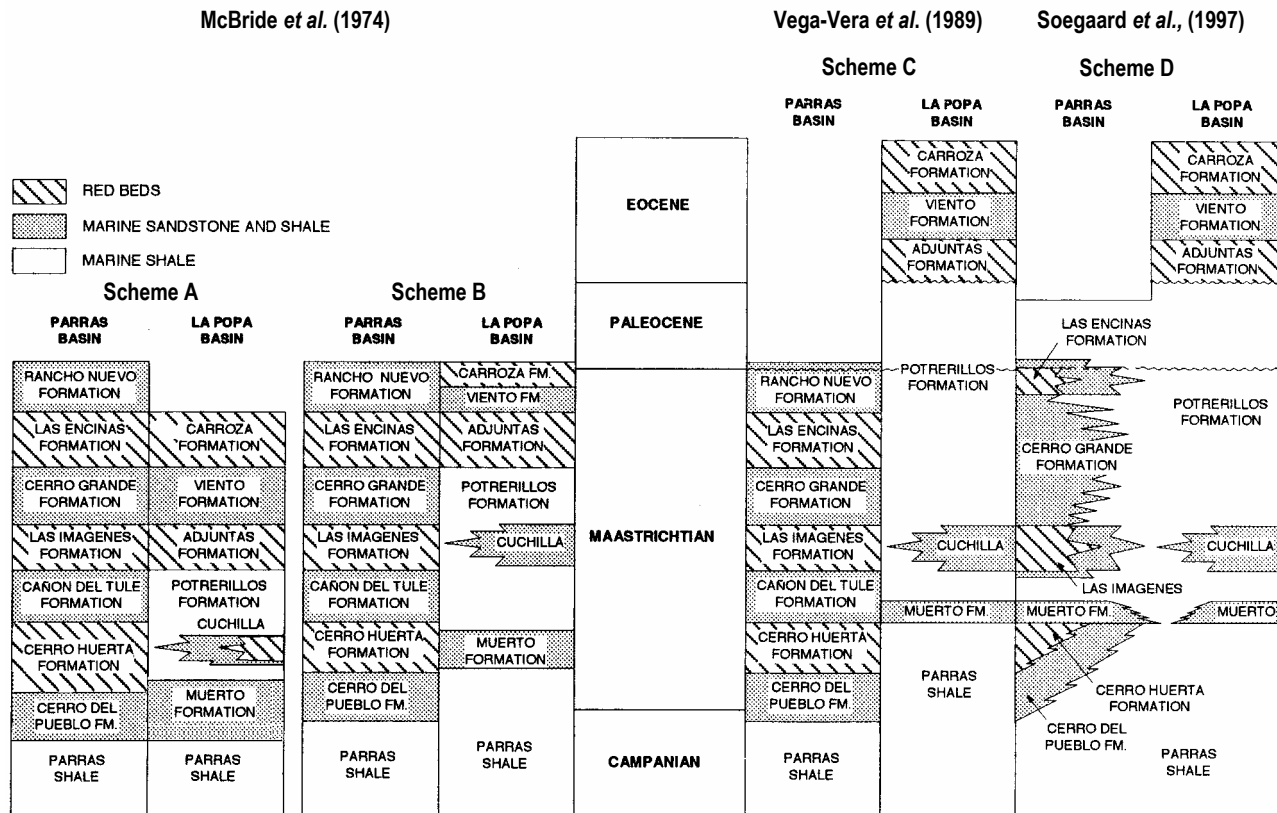 McBride et al. (1974)
Vega-Vera et al. (1989)
Soegaard et al., (1997)
RED BEDS
MARINE SANDSTONE AND SHALE
MARINE SHALE
Scheme A
PARRAS
BASIN
LA POPA
BASIN
RANCHO NUEVO
FORMATION
LAS ENCINAS
FORMATION
CERRO GRANDE
FORMATION
LAS IMAGENES
FORMATION
CAÑON DEL TULE
FORMATION
CERRO HUERTA
FORMATION
CERRO DEL
PUEBLO FM.
PARRAS
SHALE
CARROZA
FORMATION
VIENTO
FORMATION
ADJUNTAS
FORMATION
POTRERILLOS
FORMATION
CUCHILLA
MUERTO
FORMATION
PARRAS
SHALE
Scheme B
PARRAS
BASIN
LA POPA
BASIN
RANCHO NUEVO
FORMATION
LAS ENCINAS
FORMATION
CERRO GRANDE
FORMATION
LAS IMAGENES
FORMATION
CAÑON DEL TULE
FORMATION
CERRO HUERTA
FORMATION
CERRO DEL
PUEBLO FM.
PARRAS
SHALE
CARROZA FM.
VIENTO FM
ADJUNTAS
FORMATION
POTRERILLOS
FORMATION
CUCHILLA
MUERTO
FORMATION
PARRAS
SHALE
EOCENE
PALEOCENE
MAASTRICHTIAN
CAMPANIAN
Scheme C
PARRAS
BASIN
LA POPA
BASIN
RANCHO NUEVO
FORMATION
LAS ENCINAS
FORMATION
CERRO GRANDE
FORMATION
LAS IMAGENES
FORMATION
CAÑON DEL TULE
FORMATION
CERRO HUERTA
FORMATION
CERRO DEL
PUEBLO FM.
PARRAS
SHALE
CARROZA
FORMATION
VIENTO
FORMATION
ADJUNTAS
FORMATION
POTRERILLOS
FORMATION
CUCHILLA
MUERTO FM.
PARRAS
SHALE
Scheme D
PARRAS
BASIN
LA POPA
BASIN
LAS ENCINAS
FORMATION
CERRO GRANDE
FORMATION
LAS IMAGENES
MUERTO FM.
CERRO HUERTA
FORMATION
CERRO DEL
PUEBLO FM.
CARROZA
FORMATION
VIENTO
FORMATION
ADJUNTAS
FORMATION
POTRERILLOS
FORMATION
CUCHILLA
MUERTO
PARRAS
SHALE